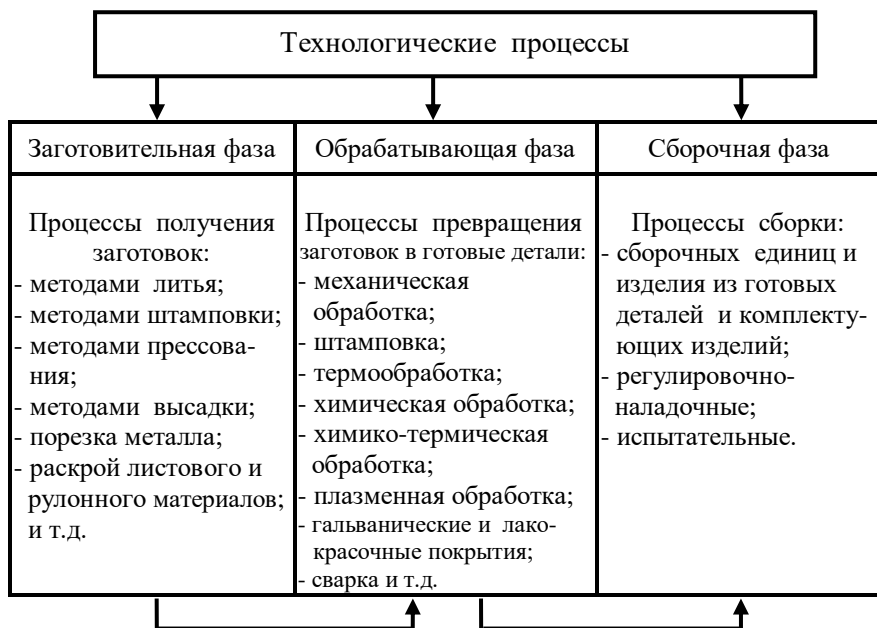 Технологические процессы
Заготовительная фаза
Процессы получения
заготовок:
- методами литья;
- методами штамповки;
- методами прессова-
ния;
- методами высадки;
- порезка металла;
- раскрой листового и
рулонного материалов;
и т.д.
Обрабатывающая фаза
Процессы превращения
заготовок в готовые детали:
- механическая
обработка;
- штамповка;
- термообработка;
- химическая обработка;
- химико-термическая
обработка;
- плазменная обработка;
- гальванические и лако-
красочные покрытия;
- сварка и т.д.
Сборочная фаза
Процессы сборки:
- сборочных единиц и
изделия из готовых
деталей и комплекту-
ющих изделий;
- регулировочно-
наладочные;
- испытательные.